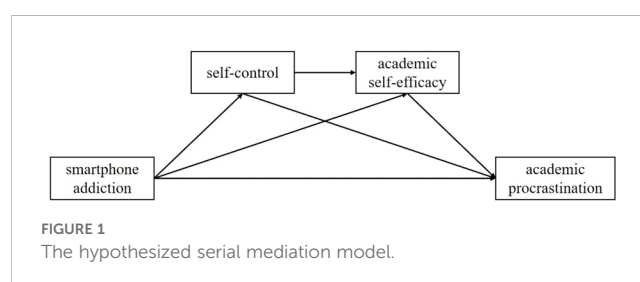 self-control
academic
self-efficacy
smartphone
addiction
academic
procrastination
FIGURE 1
The hypothesized serial mediation model.